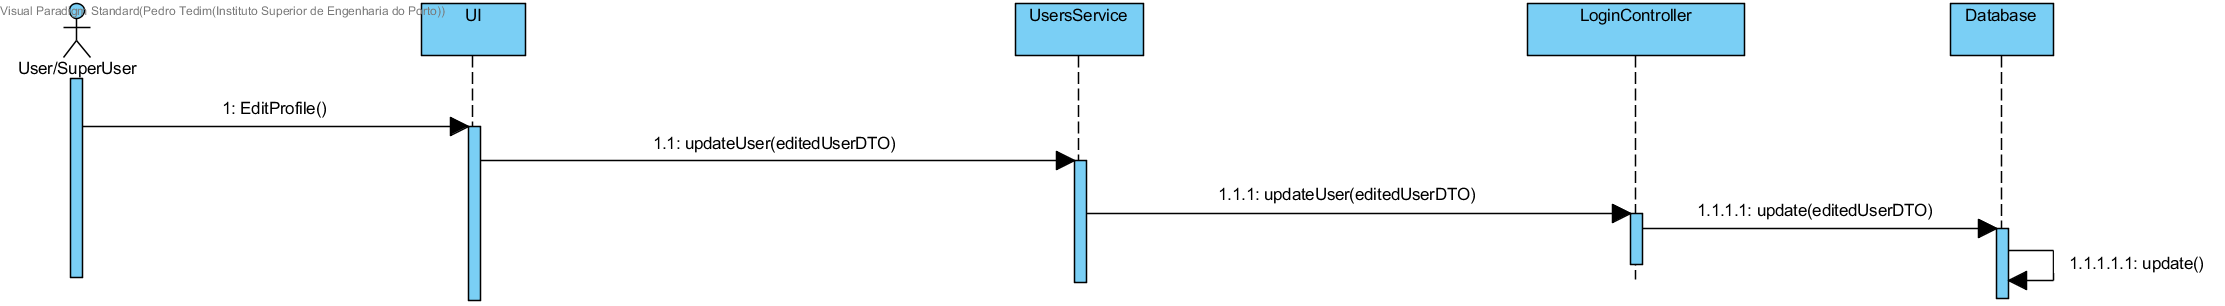 Visual Paradigm Standard(Pedro Tedim(Instituto Superior de Engenharia do Porto))
UI
UsersService
LoginController
Database
User/SuperUser
1: EditProfile()
1.1: updateUser(editedUserDTO)
1.1.1: updateUser(editedUserDTO)
1.1.1.1: update(editedUserDTO)
1.1.1.1.1: update()